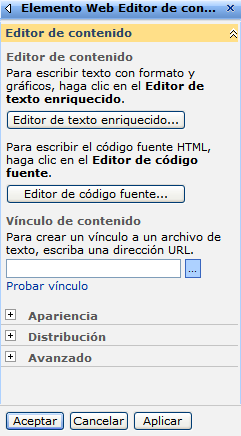 Elemento Web Editor de con...
Editor de contenido
Editor de contenido
Para escribir texto con formato y
gráficos, haga clic en el Editor de
texto enriquecido.
Editor de texto enriquecido...
Para escribir el código fuente HTML,
haga clic en el Editor de código
fuente.
Editor de código fuente...
Vínculo de contenido
Para crear un vínculo a un archivo de
texto, escriba una dirección URL.
...
Probar vínculo
Apariencia
Distribución
Avanzado
Aceptar Cancelar Aplicar